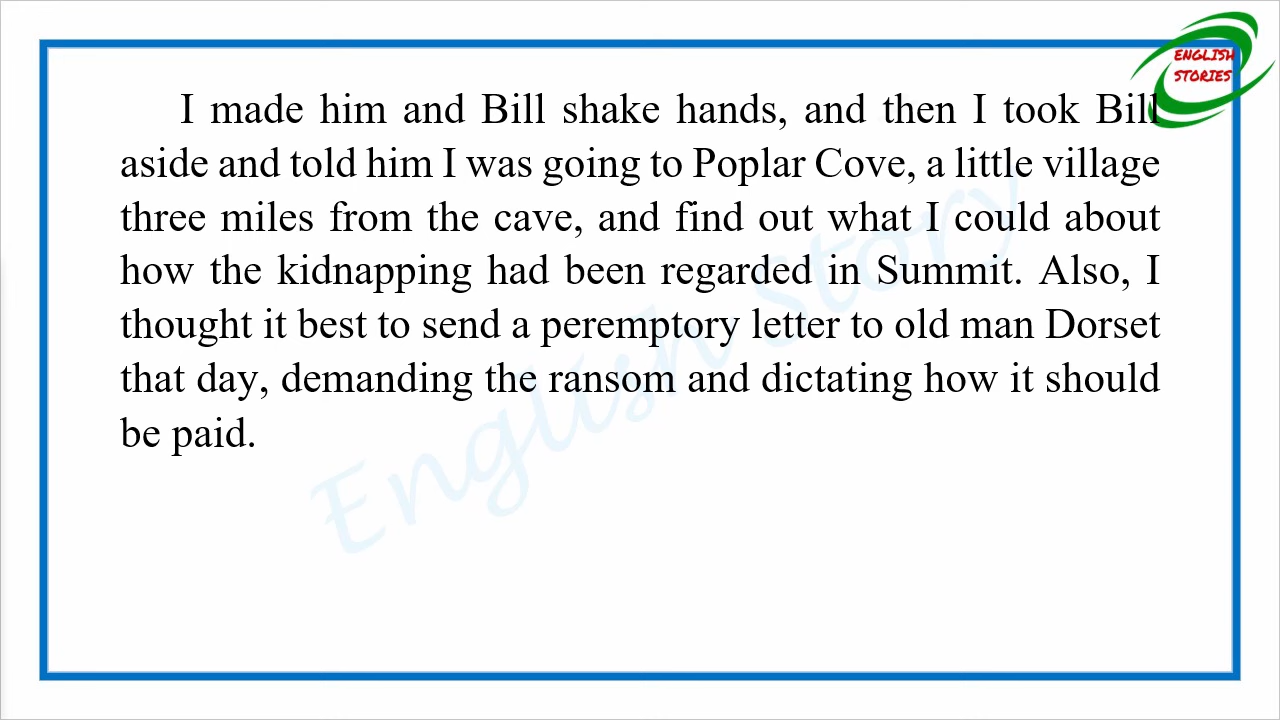 ENGLISH
STORIES
I made him and Bill shake hands, and then I took Bill
aside and told him I was going to Poplar Cove, a little village
three miles from the cave, and find out what I could about
how the kidnapping had been regarded in Summit. Also, I
thought it best to send a peremptory letter to old man Dorset
that day, demanding the ransom and dictating how it should
be paid.
English Story